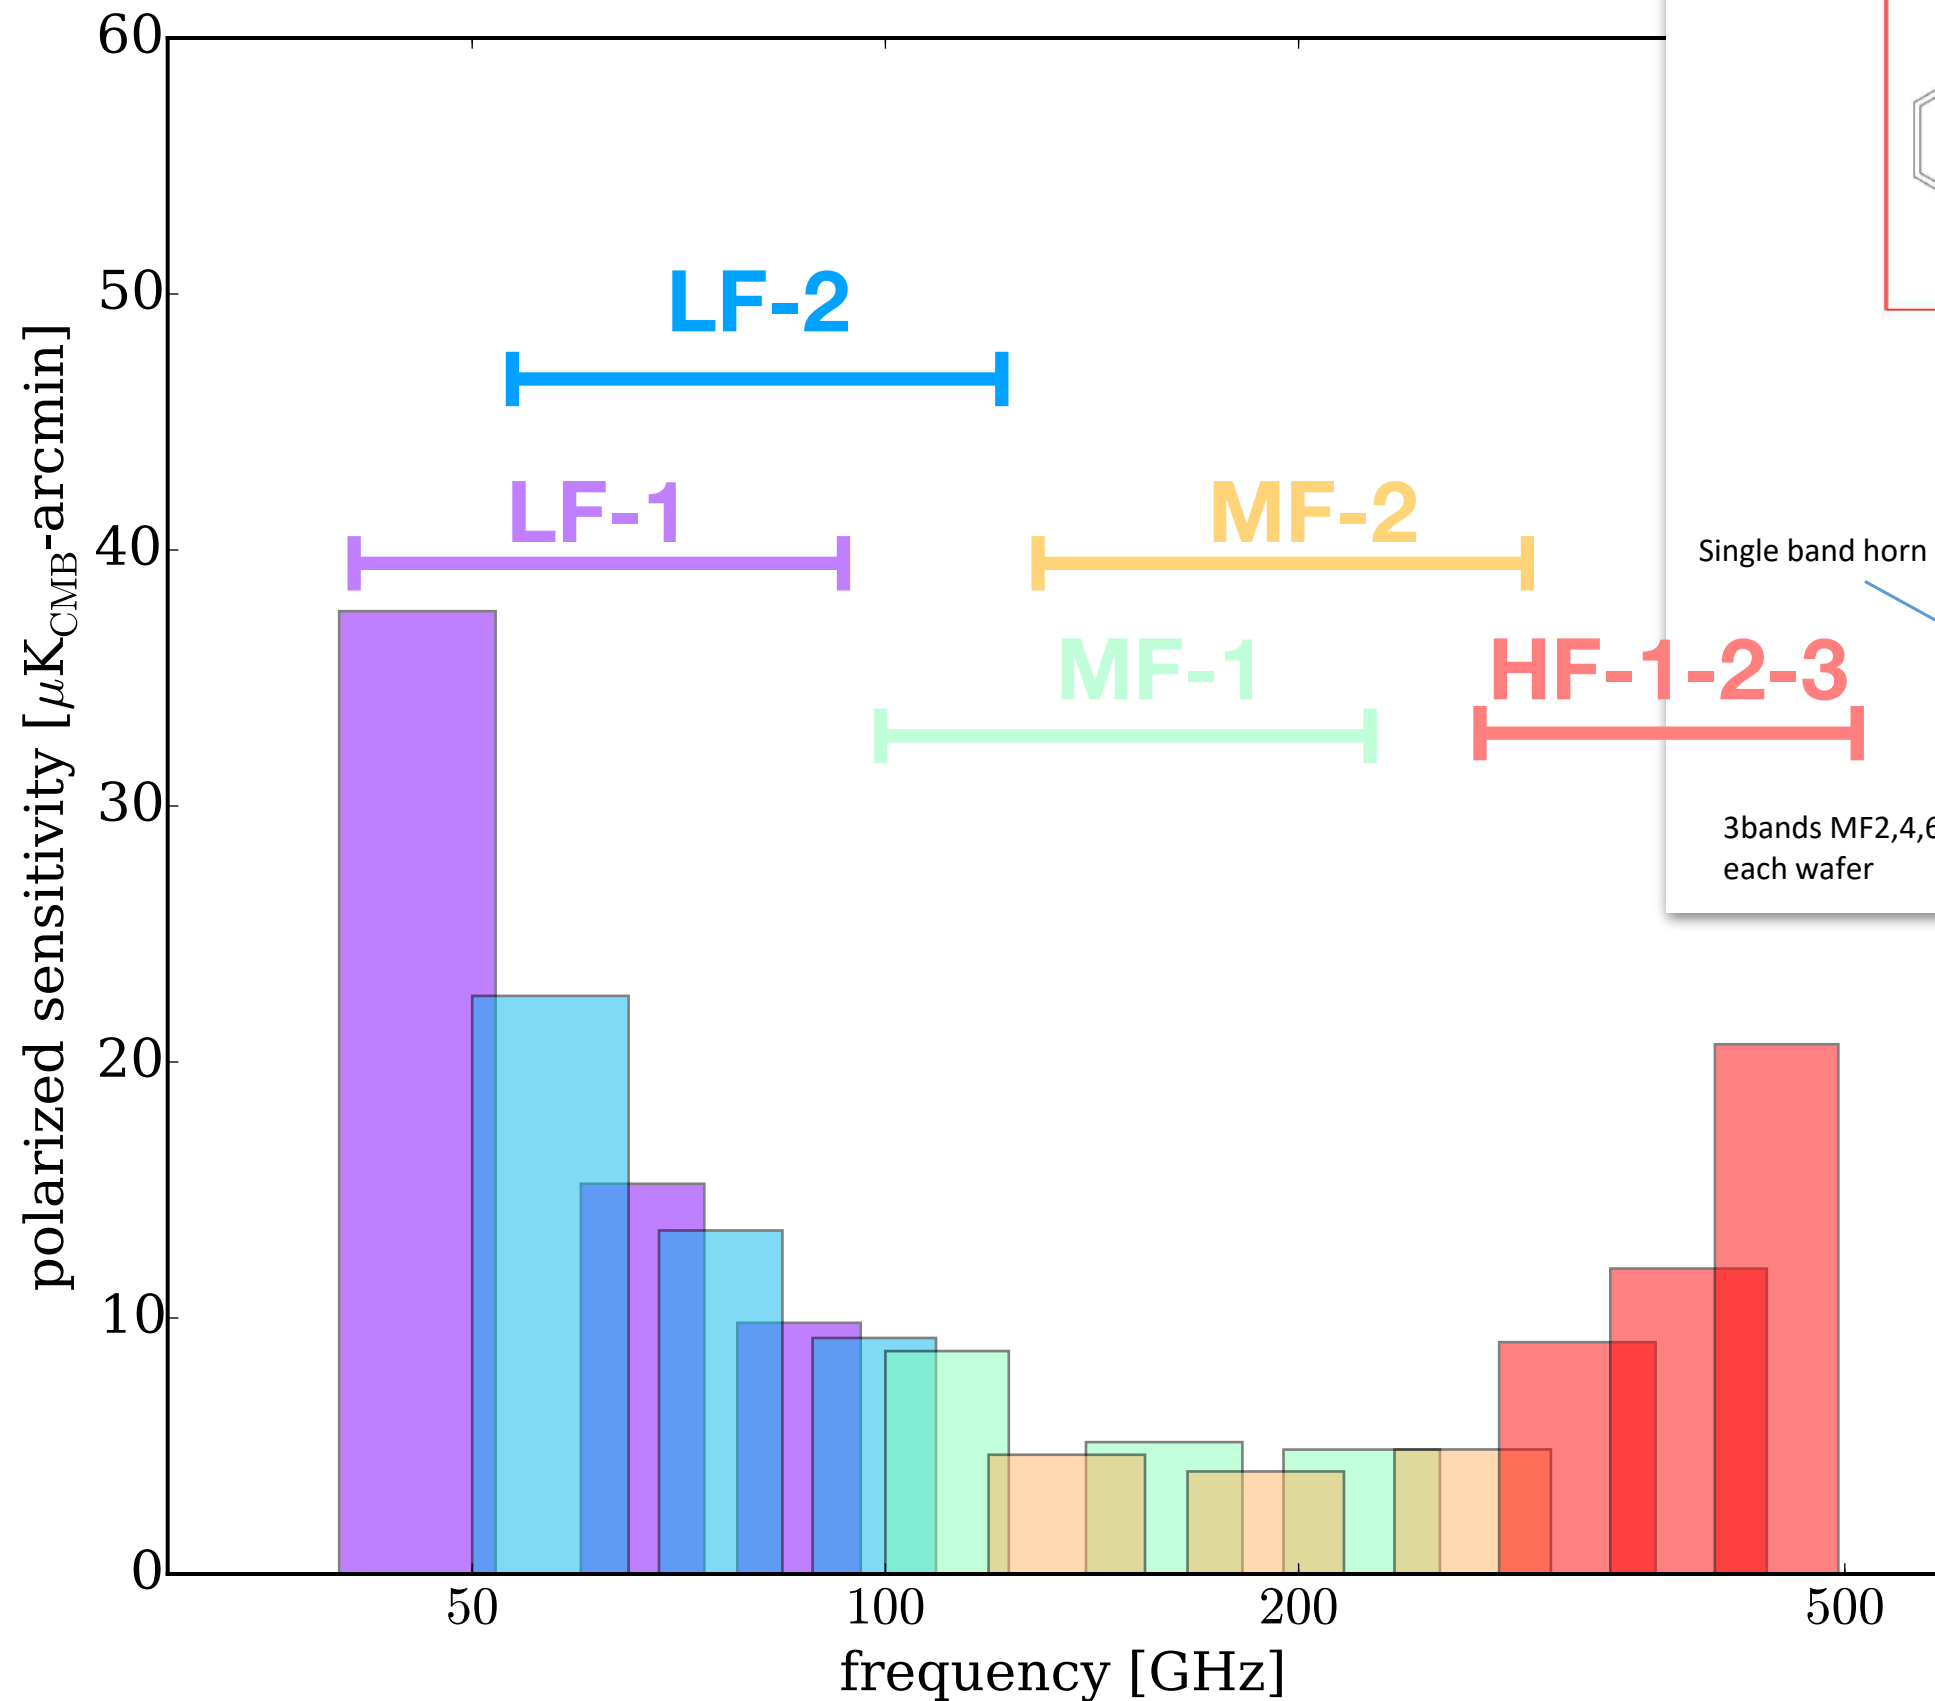 60
50
40
30
20
10
0
polarized sensitivity [μK_CMB-arcmin]
LF-2
LF-1
MF-2
Single band horn
MF-1
HF-1-2-3
3bands MF2,4,6
each wafer
50
100
200
500
frequency [GHz]